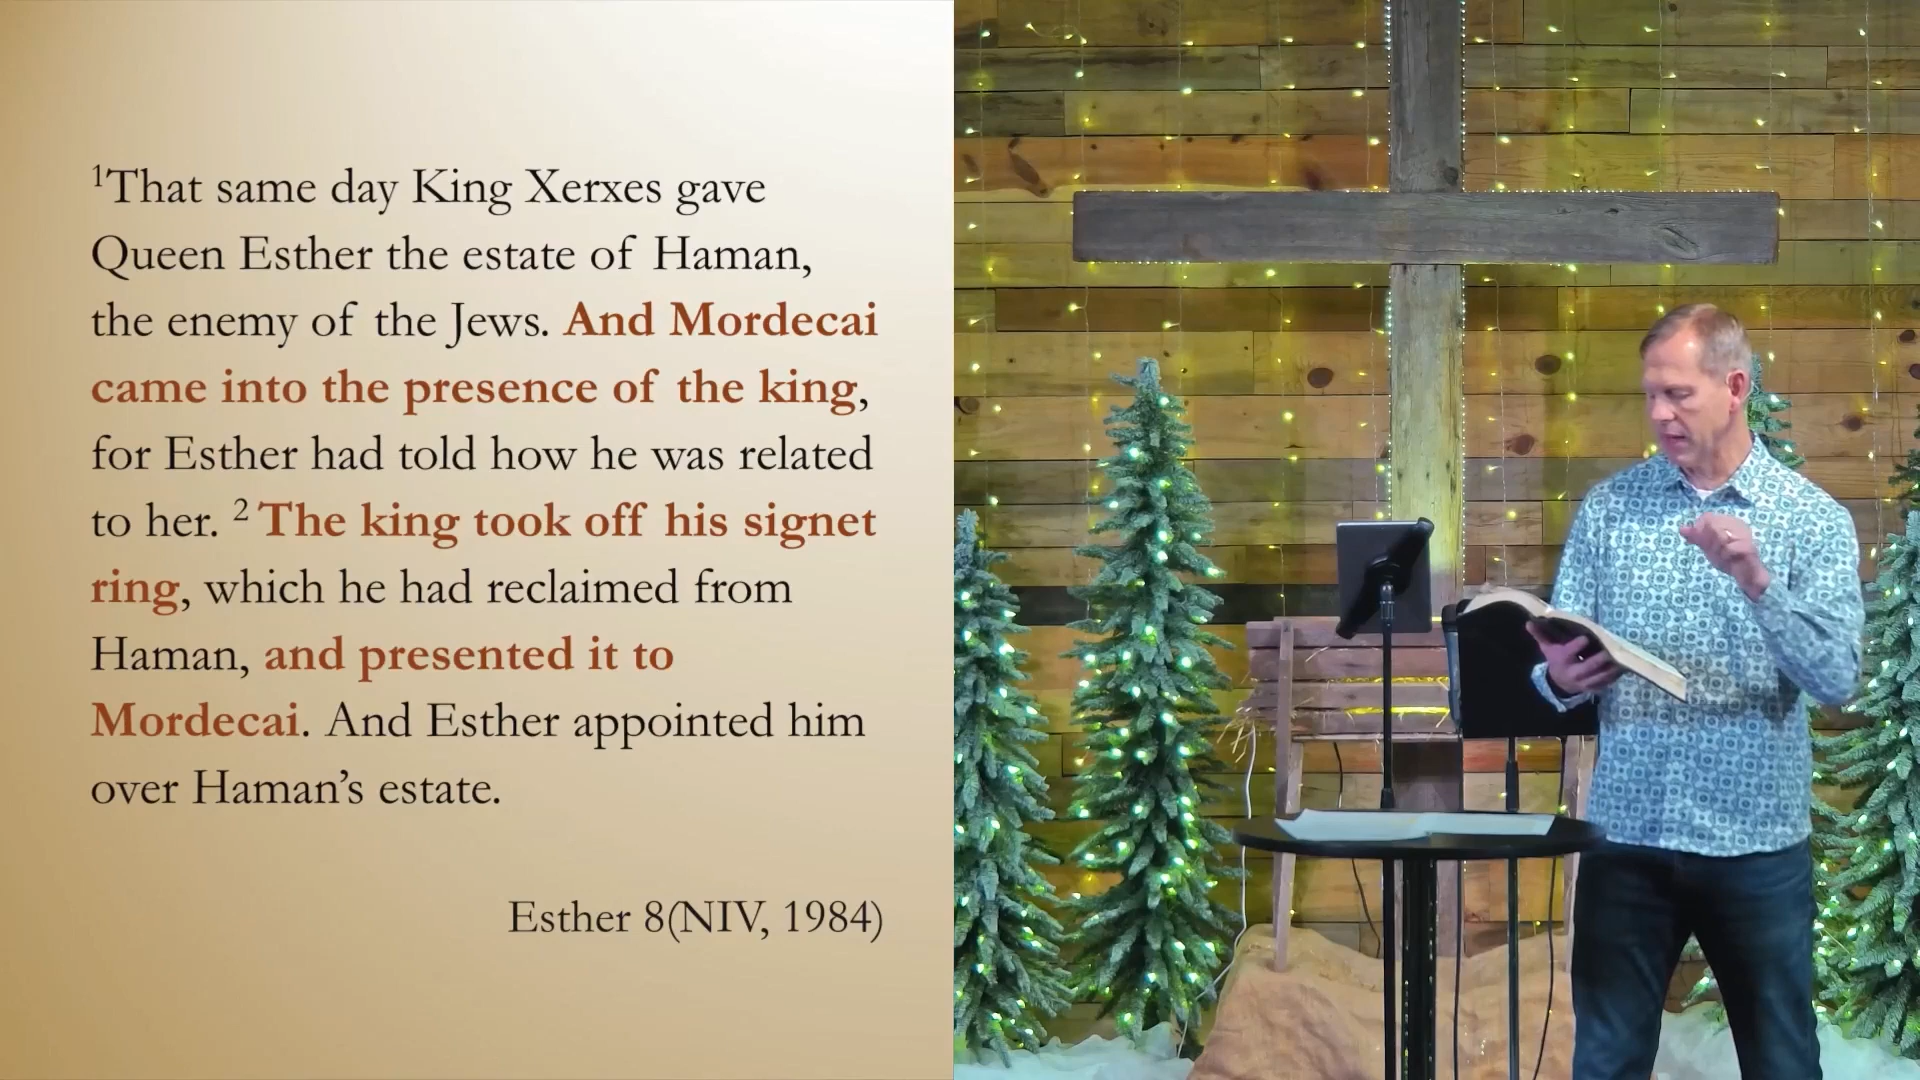 ¹That same day King Xerxes gave
Queen Esther the estate of Haman,
the enemy of the Jews. And Mordecai
came into the presence of the king,
for Esther had told how he was related
to her. ² The king took off his signet
ring, which he had reclaimed from
Haman, and presented it to
Mordecai. And Esther appointed him
over Haman’s estate.
Esther 8(NIV, 1984)